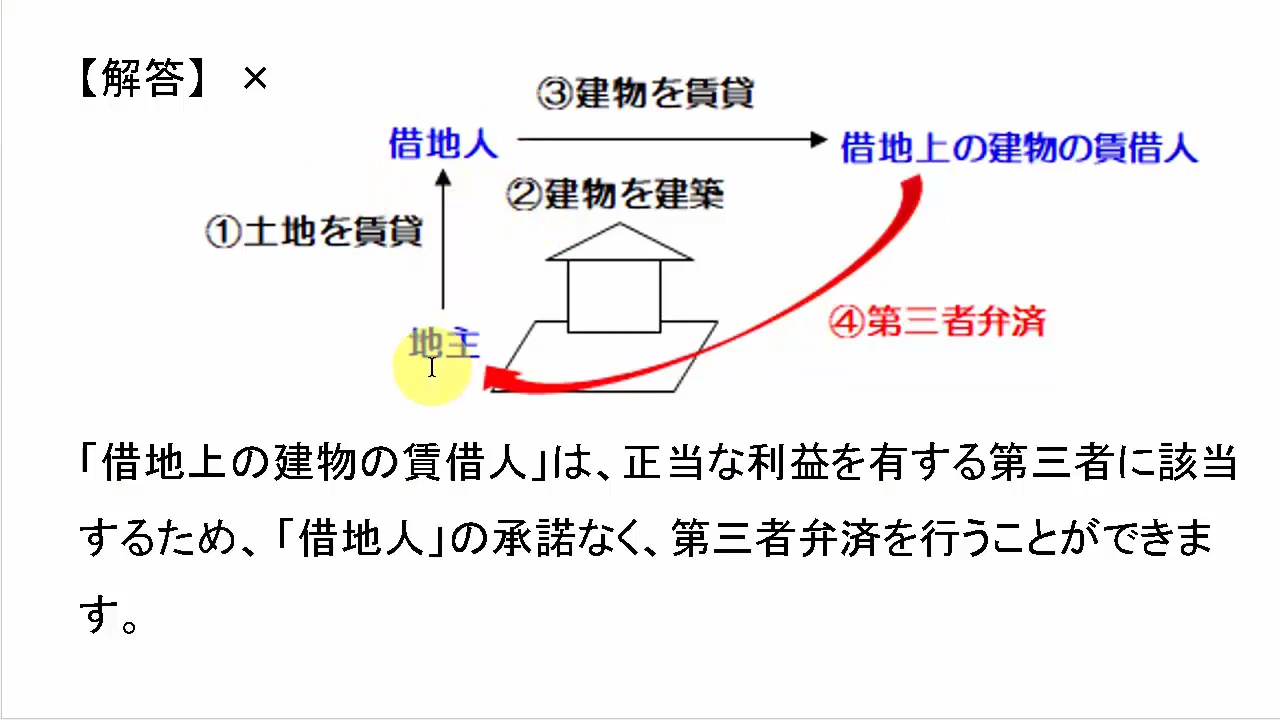 【解答】 ×
③建物を賃貸
借地人
借地上の建物の賃借人
②建物を建築
①土地を賃貸
④第三者弁済
地主
「借地上の建物の賃借人」は、正当な利益を有する第三者に該当
するため、「借地人」の承諾なく、第三者弁済を行うことができま
す。